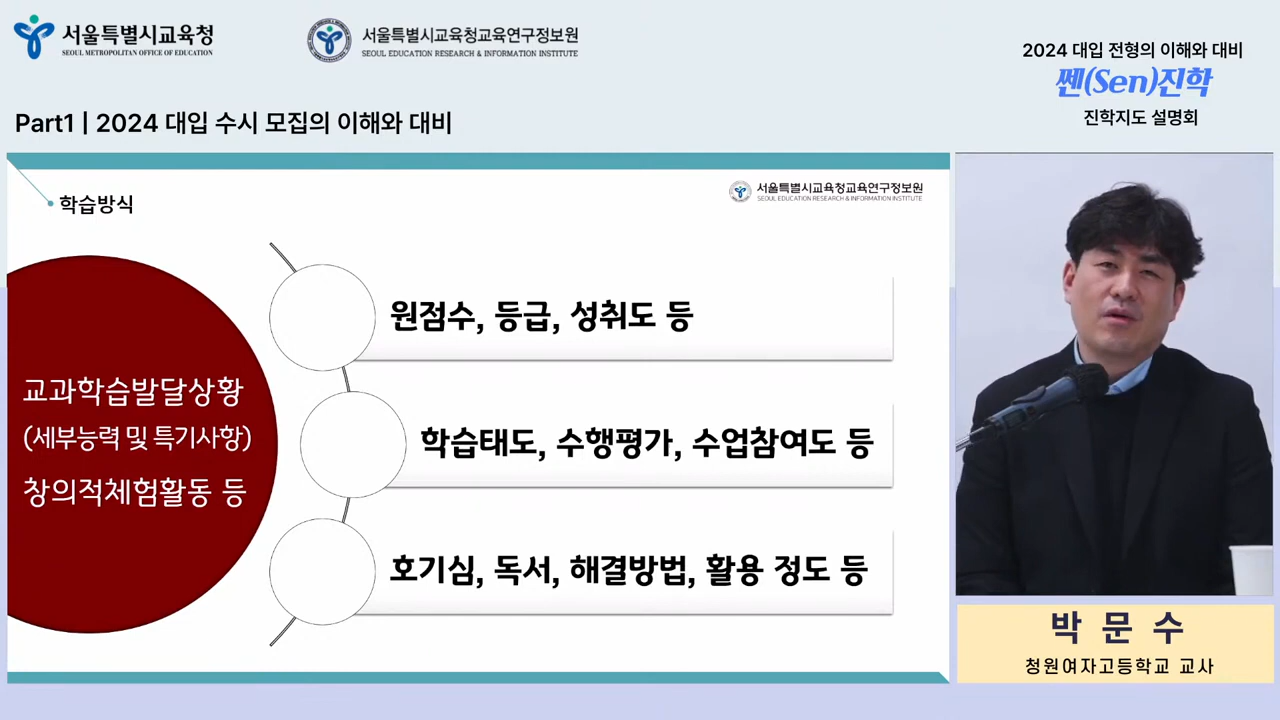 서울특별시교육청
SEOUL METROPOLITAN OFFICE OF EDUCATION
서울특별시교육청교육연구정보원
SEOUL EDUCATION RESEARCH & INFORMATION INSTITUTE
2024 대입 전형의 이해와 대비
쎈(Sen)진학
진학지도 설명회
Part1 | 2024 대입 수시 모집의 이해와 대비
학습방식
서울특별시교육청교육연구정보원
SEOUL EDUCATION RESEARCH & INFORMATION INSTITUTE
교과학습발달상황
(세부능력 및 특기사항)
창의적체험활동 등
원점수, 등급, 성취도 등
학습태도, 수행평가, 수업참여도 등
호기심, 독서, 해결방법, 활용 정도 등
박 문 수
청원여자고등학교 교사